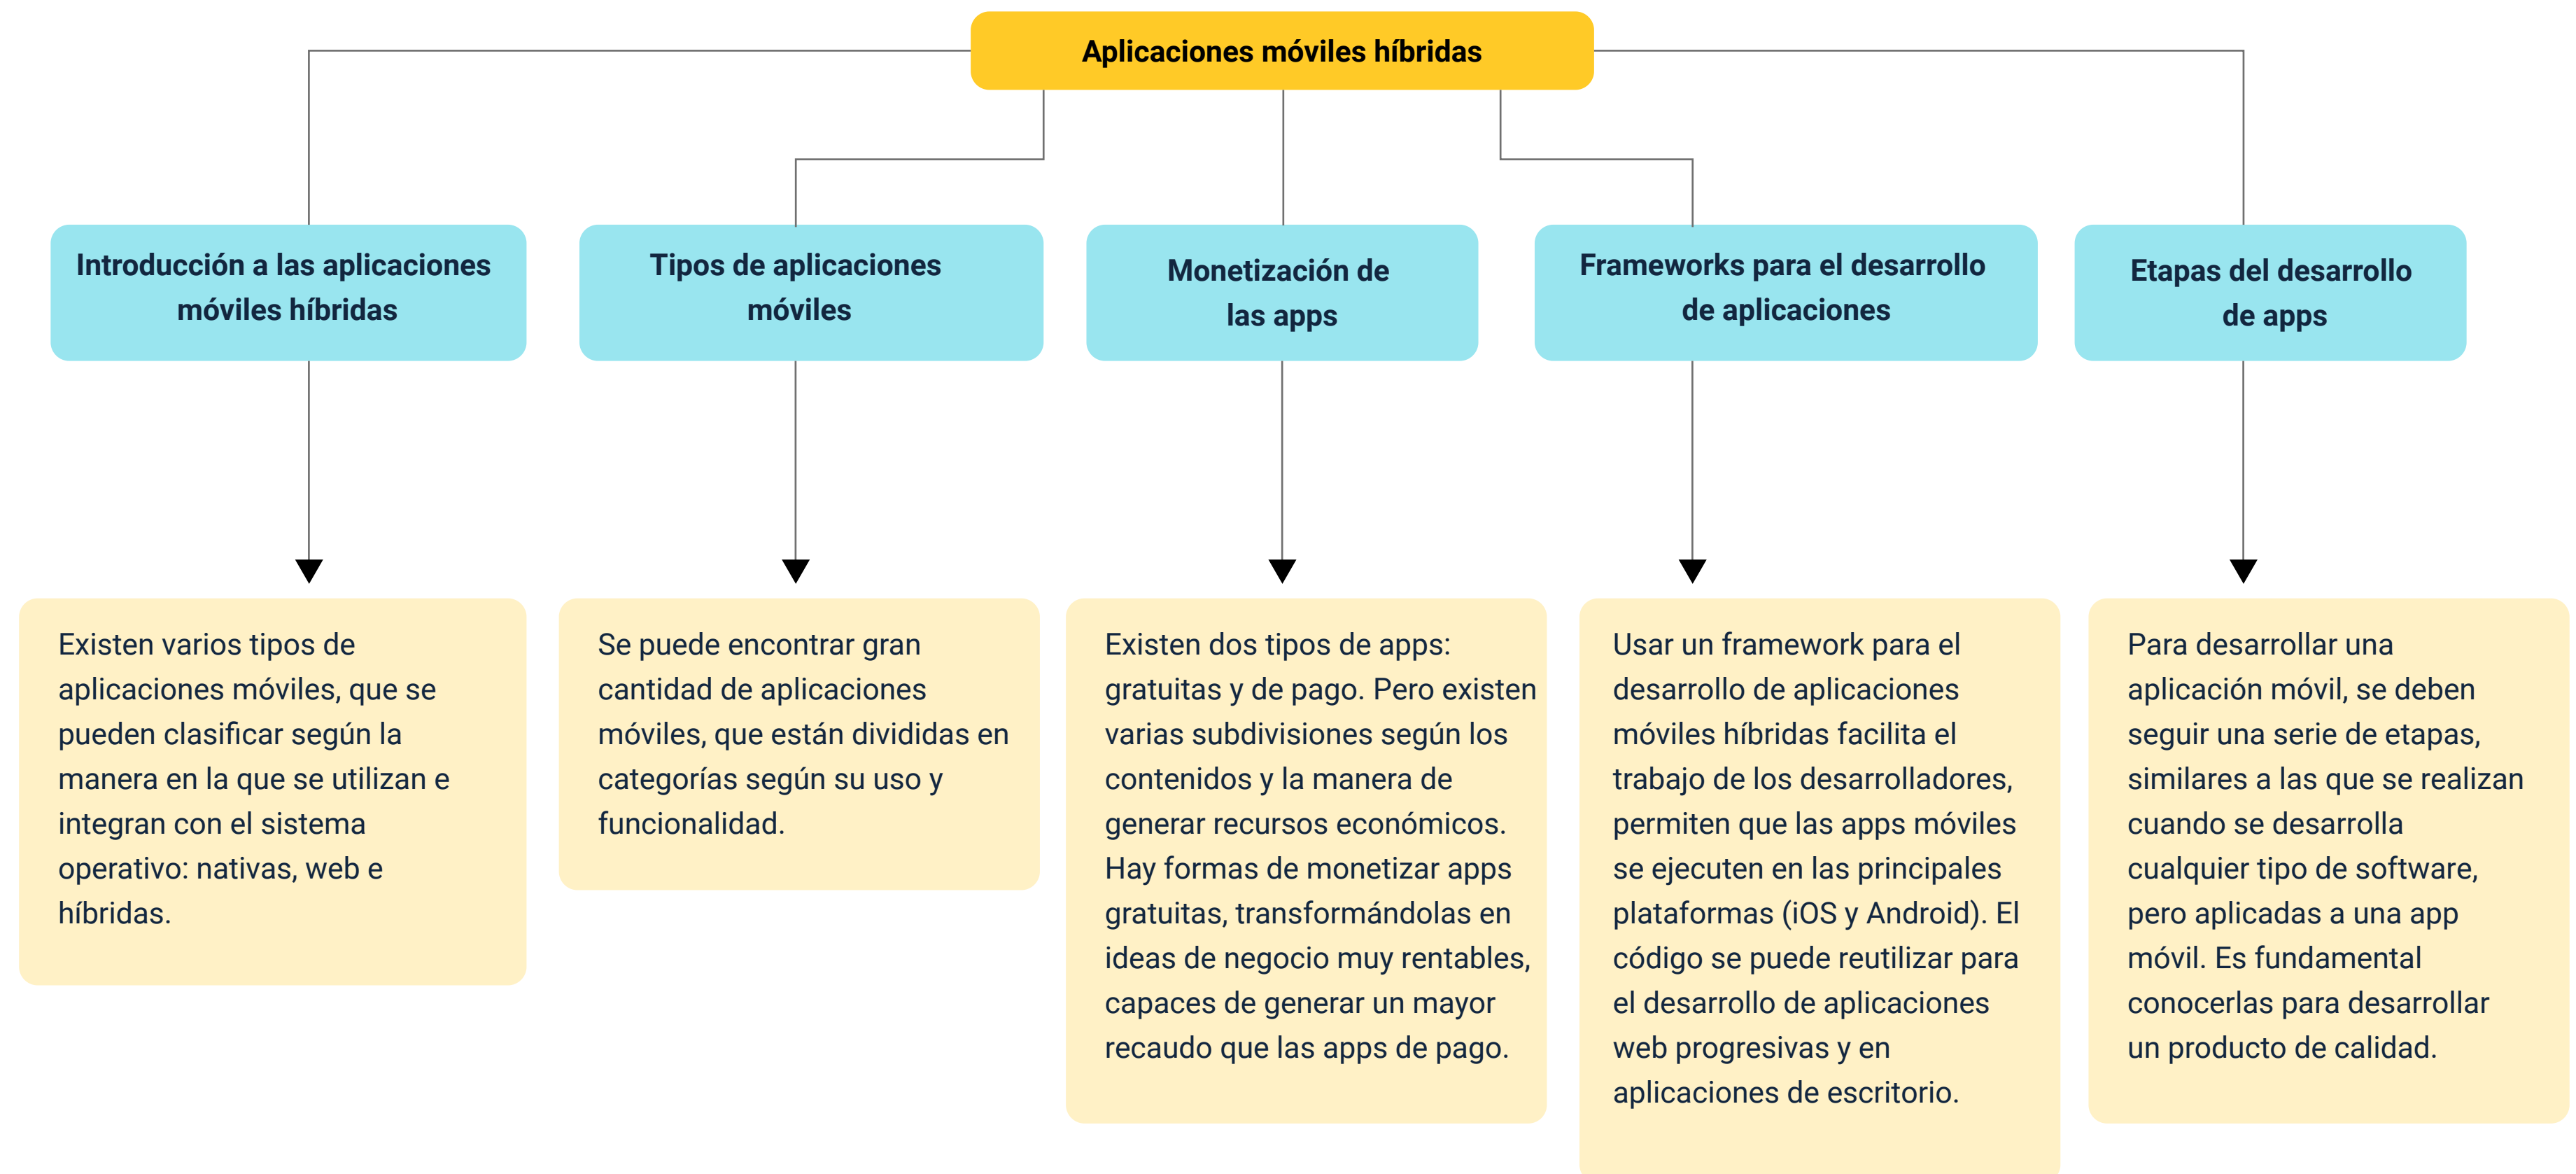 Aplicaciones móviles híbridas
Introducción a las aplicaciones
móviles híbridas
Tipos de aplicaciones
móviles
Monetización de
las apps
Frameworks para el desarrollo
de aplicaciones
Etapas del desarrollo
de apps
Existen varios tipos de
aplicaciones móviles, que se
pueden clasificar según la
manera en la que se utilizan e
integran con el sistema
operativo: nativas, web e
híbridas.
Se puede encontrar gran
cantidad de aplicaciones
móviles, que están divididas en
categorías según su uso y
funcionalidad.
Existen dos tipos de apps:
gratuitas y de pago. Pero existen
varias subdivisiones según los
contenidos y la manera de
generar recursos económicos.
Hay formas de monetizar apps
gratuitas, transformándolas en
ideas de negocio muy rentables,
capaces de generar un mayor
recaudo que las apps de pago.
Usar un framework para el
desarrollo de aplicaciones
móviles híbridas facilita el
trabajo de los desarrolladores,
permiten que las apps móviles
se ejecuten en las principales
plataformas (iOS y Android). El
código se puede reutilizar para
el desarrollo de aplicaciones
web progresivas y en
aplicaciones de escritorio.
Para desarrollar una
aplicación móvil, se deben
seguir una serie de etapas,
similares a las que se realizan
cuando se desarrolla
cualquier tipo de software,
pero aplicadas a una app
móvil. Es fundamental
conocerlas para desarrollar
un producto de calidad.